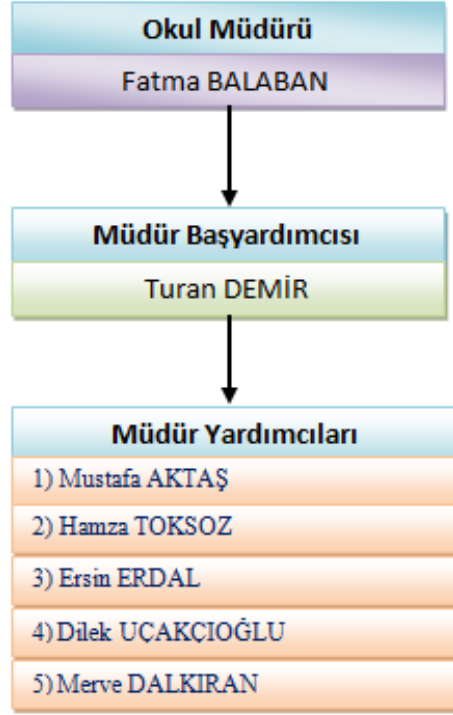 Okul Müdürü
Fatma BALABAN
Müdür Başyardımcısı
Turan DEMİR
Müdür Yardımcıları
1) Mustafa AKTAŞ
2) Hamza TOKSOZ
3) Ersin ERDAL
4) Dilek UÇAKÇIOĞLU
5) Merve DALKIRAN